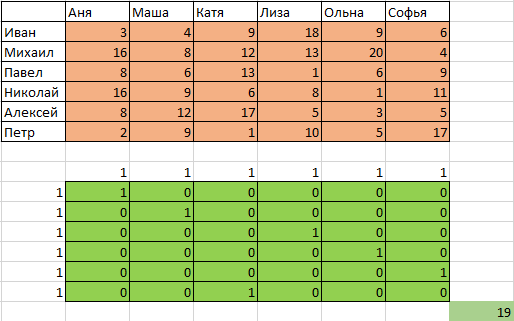 Аня Маша Катя Лиза Ольна Софья
Иван 3 4 9 18 9 6
Михаил 16 8 12 13 20 4
Павел 8 6 13 1 6 9
Николай 16 9 6 8 1 11
Алексей 8 12 17 5 3 5
Петр 2 9 1 10 5 17
1 1 1 1 1 1
1 1 0 0 0 0 0
1 0 1 0 0 0 0
1 0 0 0 1 0 0
1 0 0 0 0 1 0
1 0 0 0 0 0 1
1 0 0 1 0 0 0
19